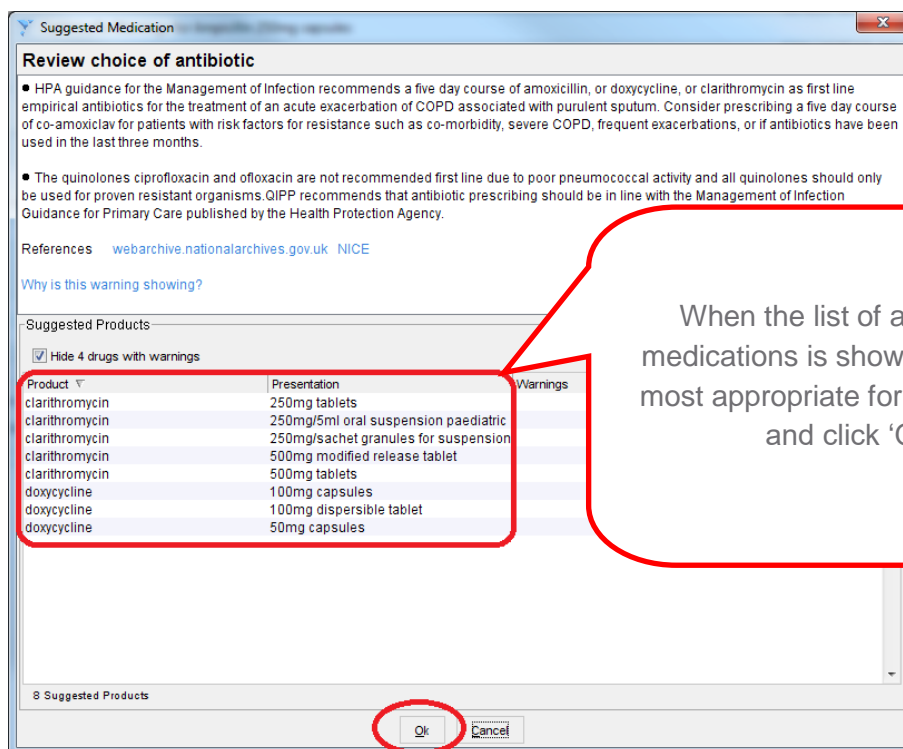 Suggested Medication
Review choice of antibiotic
● HPA guidance for the Management of Infection recommends a five day course of amoxicillin, or doxycycline, or clarithromycin as first line
empirical antibiotics for the treatment of an acute exacerbation of COPD associated with purulent sputum. Consider prescribing a five day course
of co-amoxiclav for patients with risk factors for resistance such as co-morbidity, severe COPD, frequent exacerbations, or if antibiotics have been
used in the last three months.
● The quinolones ciprofloxacin and ofloxacin are not recommended first line due to poor pneumococcal activity and all quinolones should only
be used for proven resistant organisms.QIPP recommends that antibiotic prescribing should be in line with the Management of Infection
Guidance for Primary Care published by the Health Protection Agency.
References webarchive.nationalarchives.gov.uk NICE
Why is this warning showing?
Suggested Products
Hide 4 drugs with warnings
Product Presentation Warnings
clarithromycin 250mg tablets
clarithromycin 250mg/5ml oral suspension paediatric
clarithromycin 250mg/sachet granules for suspension
clarithromycin 500mg modified release tablet
clarithromycin 500mg tablets
doxycycline 100mg capsules
doxycycline 100mg dispersible tablet
doxycycline 50mg capsules
When the list of a
medications is show
most appropriate for
and click ‘
8 Suggested Products
Ok Cancel